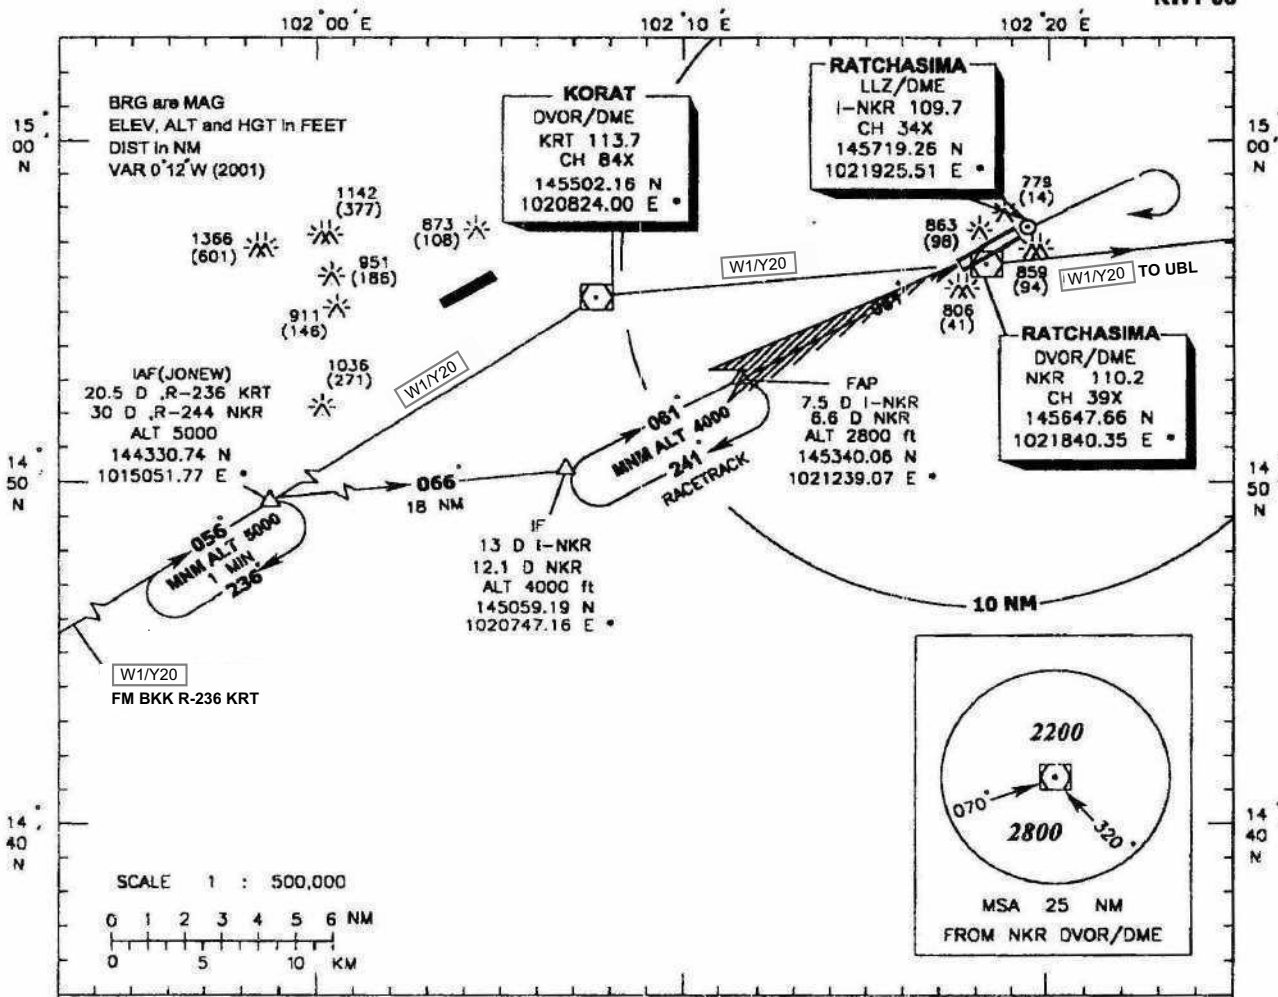 102°00' E
102°10' E
102°20' E
BRG are MAG
ELEV, ALT and HGT in FEET
DIST in NM
VAR 0°12'W (2001)
KORAT
DVOR/DME
KRT 113.7
CH 84X
145502.16 N
1020824.00 E *
RATCHASIMA
LLZ/DME
I-NKR 109.7
CH 34X
145719.26 N
1021925.51 E *
15°
00'
N
15°
00'
N
1142
(377)
1366
(601)
873
(108)
951
(186)
911
(146)
1036
(271)
779
(14)
863
(98)
859
(94)
806
(41)
W1/Y20
W1/Y20 TO UBL
W1/Y20
061°
RATCHASIMA
DVOR/DME
NKR 110.2
CH 39X
145647.66 N
1021840.35 E *
IAF(JONEW)
20.5 D ,R-236 KRT
30 D ,R-244 NKR
ALT 5000
144330.74 N
1015051.77 E *
FAP
7.5 D I-NKR
6.6 D NKR
ALT 2800 ft
145340.06 N
1021239.07 E *
061°
MNM ALT 4000
241°
RACETRACK
14°
50'
N
14°
50'
N
066°
18 NM
IF
13 D I-NKR
12.1 D NKR
ALT 4000 ft
145059.19 N
1020747.16 E *
056°
MNM ALT 5000
1 MIN
236°
10 NM
W1/Y20
FM BKK R-236 KRT
2200
070°
2800
320°
MSA 25 NM
FROM NKR DVOR/DME
14°
40'
N
14°
40'
N
SCALE 1 : 500,000
0 1 2 3 4 5 6 NM
0 5 10 KM